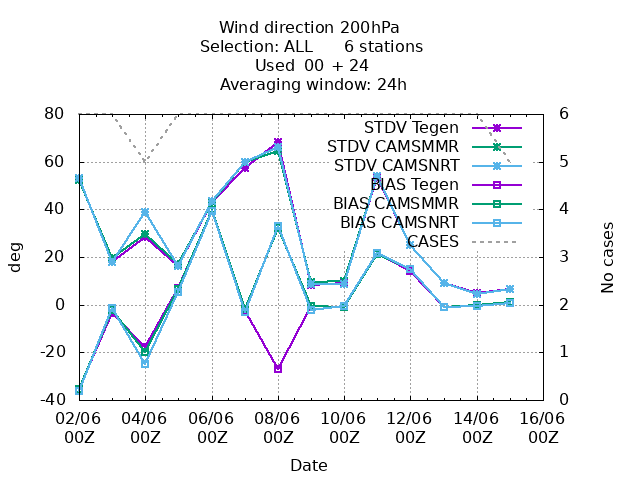 Wind direction 200hPa
Selection: ALL 6 stations
Used 00 + 24
Averaging window: 24h
80
60
40
20
0
-20
-40
deg
6
5
4
3
2
1
0
No cases
STDV Tegen
STDV CAMSMMR
STDV CAMSNRT
BIAS Tegen
BIAS CAMSMMR
BIAS CAMSNRT
CASES
02/06 04/06 06/06 08/06 10/06 12/06 14/06 16/06
00Z 00Z 00Z 00Z 00Z 00Z 00Z 00Z
Date